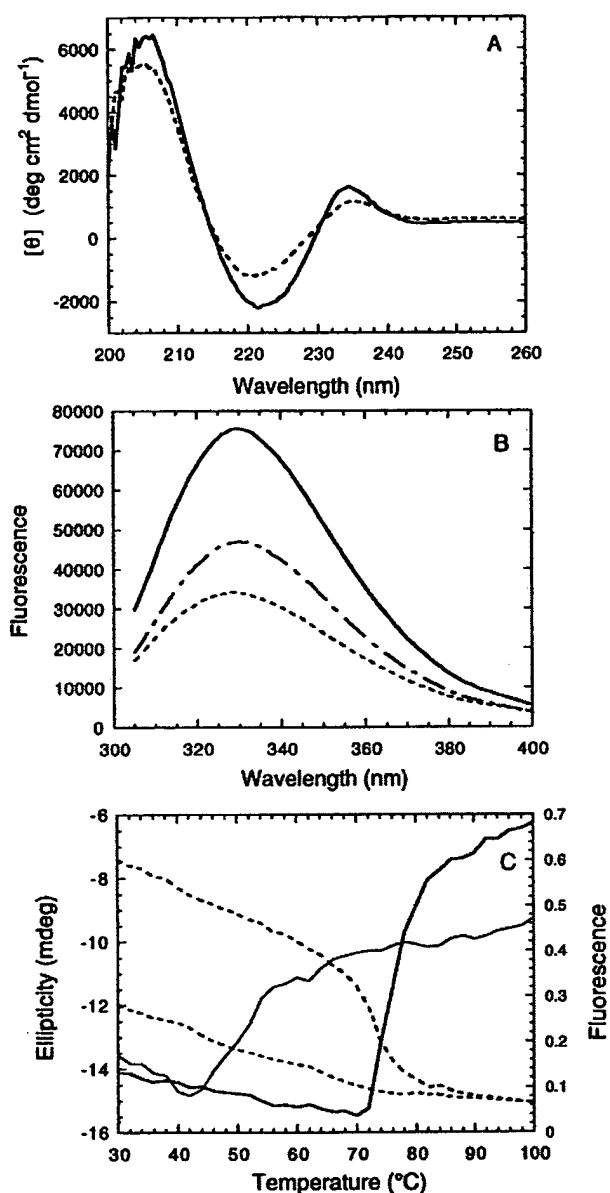 A
6000
4000
2000
0
-2000
[θ] (deg cm² dmol⁻¹)
200 210 220 230 240 250 260
Wavelength (nm)
B
80000
70000
60000
50000
40000
30000
20000
10000
0
Fluorescence
300 320 340 360 380 400
Wavelength (nm)
C
-6
-8
-10
-12
-14
-16
Ellipticity (mdeg)
0.7
0.6
0.5
0.4
0.3
0.2
0.1
0
Fluorescence
30 40 50 60 70 80 90 100
Temperature (°C)